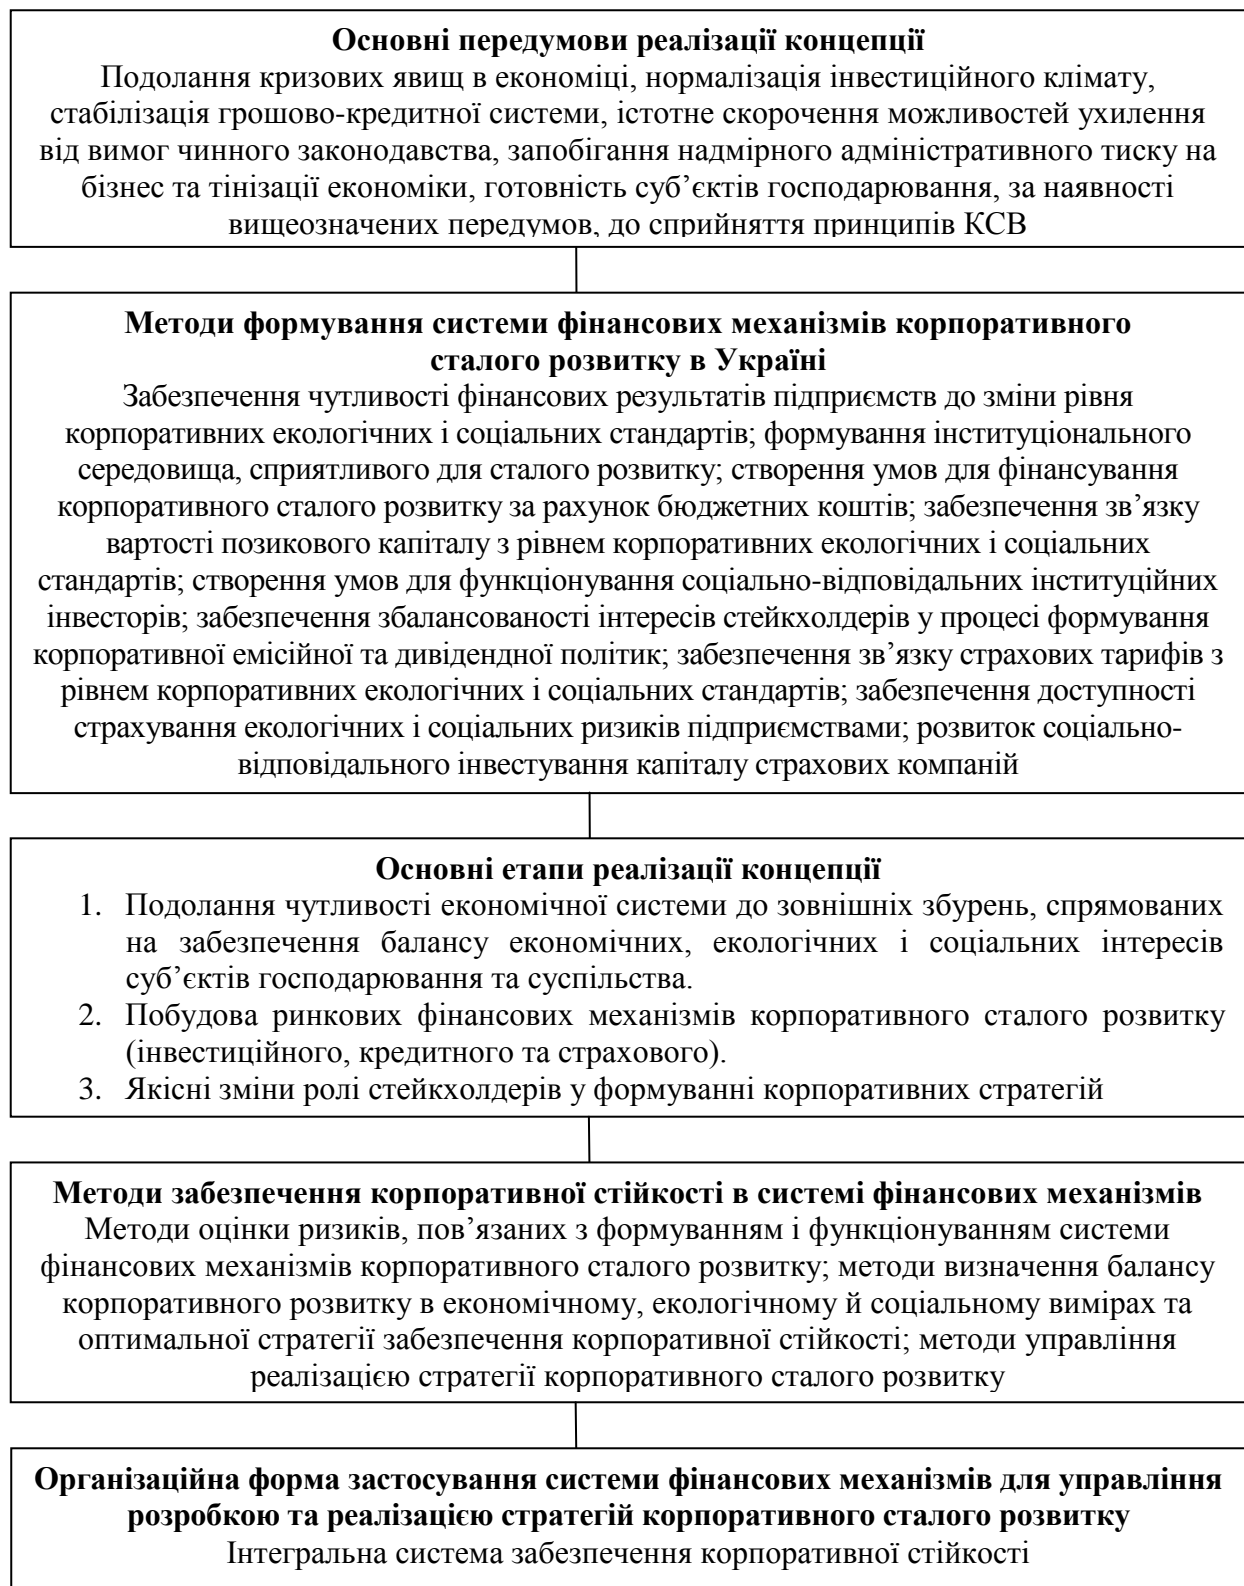 Основні передумови реалізації концепції
Подолання кризових явищ в економіці, нормалізація інвестиційного клімату,
стабілізація грошово-кредитної системи, істотне скорочення можливостей ухилення
від вимог чинного законодавства, запобігання надмірного адміністративного тиску на
бізнес та тінізації економіки, готовність суб’єктів господарювання, за наявності
вищеозначених передумов, до сприйняття принципів КСВ
Методи формування системи фінансових механізмів корпоративного
сталого розвитку в Україні
Забезпечення чутливості фінансових результатів підприємств до зміни рівня
корпоративних екологічних і соціальних стандартів; формування інституціонального
середовища, сприятливого для сталого розвитку; створення умов для фінансування
корпоративного сталого розвитку за рахунок бюджетних коштів; забезпечення зв’язку
вартості позикового капіталу з рівнем корпоративних екологічних і соціальних
стандартів; створення умов для функціонування соціально-відповідальних інституційних
інвесторів; забезпечення збалансованості інтересів стейкхолдерів у процесі формування
корпоративної емісійної та дивідендної політик; забезпечення зв’язку страхових тарифів з
рівнем корпоративних екологічних і соціальних стандартів; забезпечення доступності
страхування екологічних і соціальних ризиків підприємствами; розвиток соціально-
відповідального інвестування капіталу страхових компаній
Основні етапи реалізації концепції
1. Подолання чутливості економічної системи до зовнішніх збурень, спрямованих
на забезпечення балансу економічних, екологічних і соціальних інтересів
суб’єктів господарювання та суспільства.
2. Побудова ринкових фінансових механізмів корпоративного сталого розвитку
(інвестиційного, кредитного та страхового).
3. Якісні зміни ролі стейкхолдерів у формуванні корпоративних стратегій
Методи забезпечення корпоративної стійкості в системі фінансових механізмів
Методи оцінки ризиків, пов’язаних з формуванням і функціонуванням системи
фінансових механізмів корпоративного сталого розвитку; методи визначення балансу
корпоративного розвитку в економічному, екологічному й соціальному вимірах та
оптимальної стратегії забезпечення корпоративної стійкості; методи управління
реалізацією стратегії корпоративного сталого розвитку
Організаційна форма застосування системи фінансових механізмів для управління
розробкою та реалізацією стратегій корпоративного сталого розвитку
Інтегральна система забезпечення корпоративної стійкості